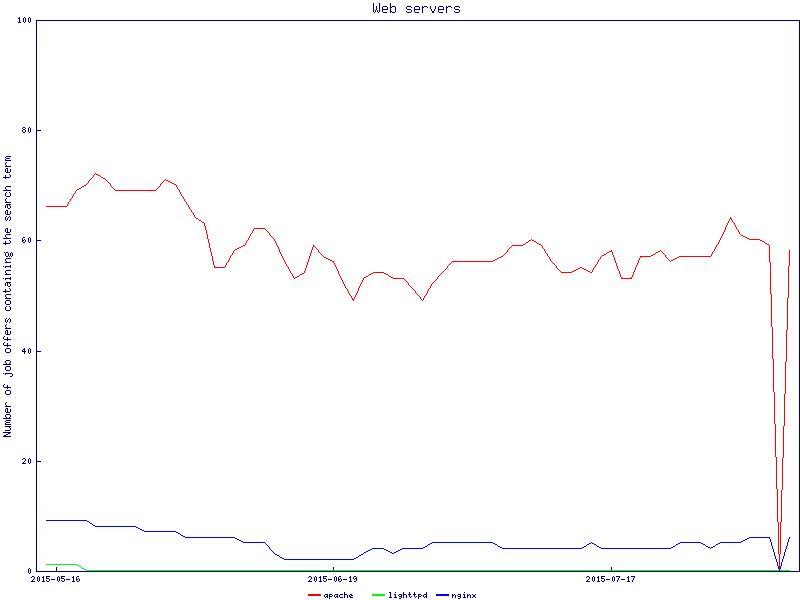 Web servers
Number of job offers containing the search term
100
80
60
40
20
0
2015-05-16 2015-06-19 2015-07-17
apache lighttpd nginx